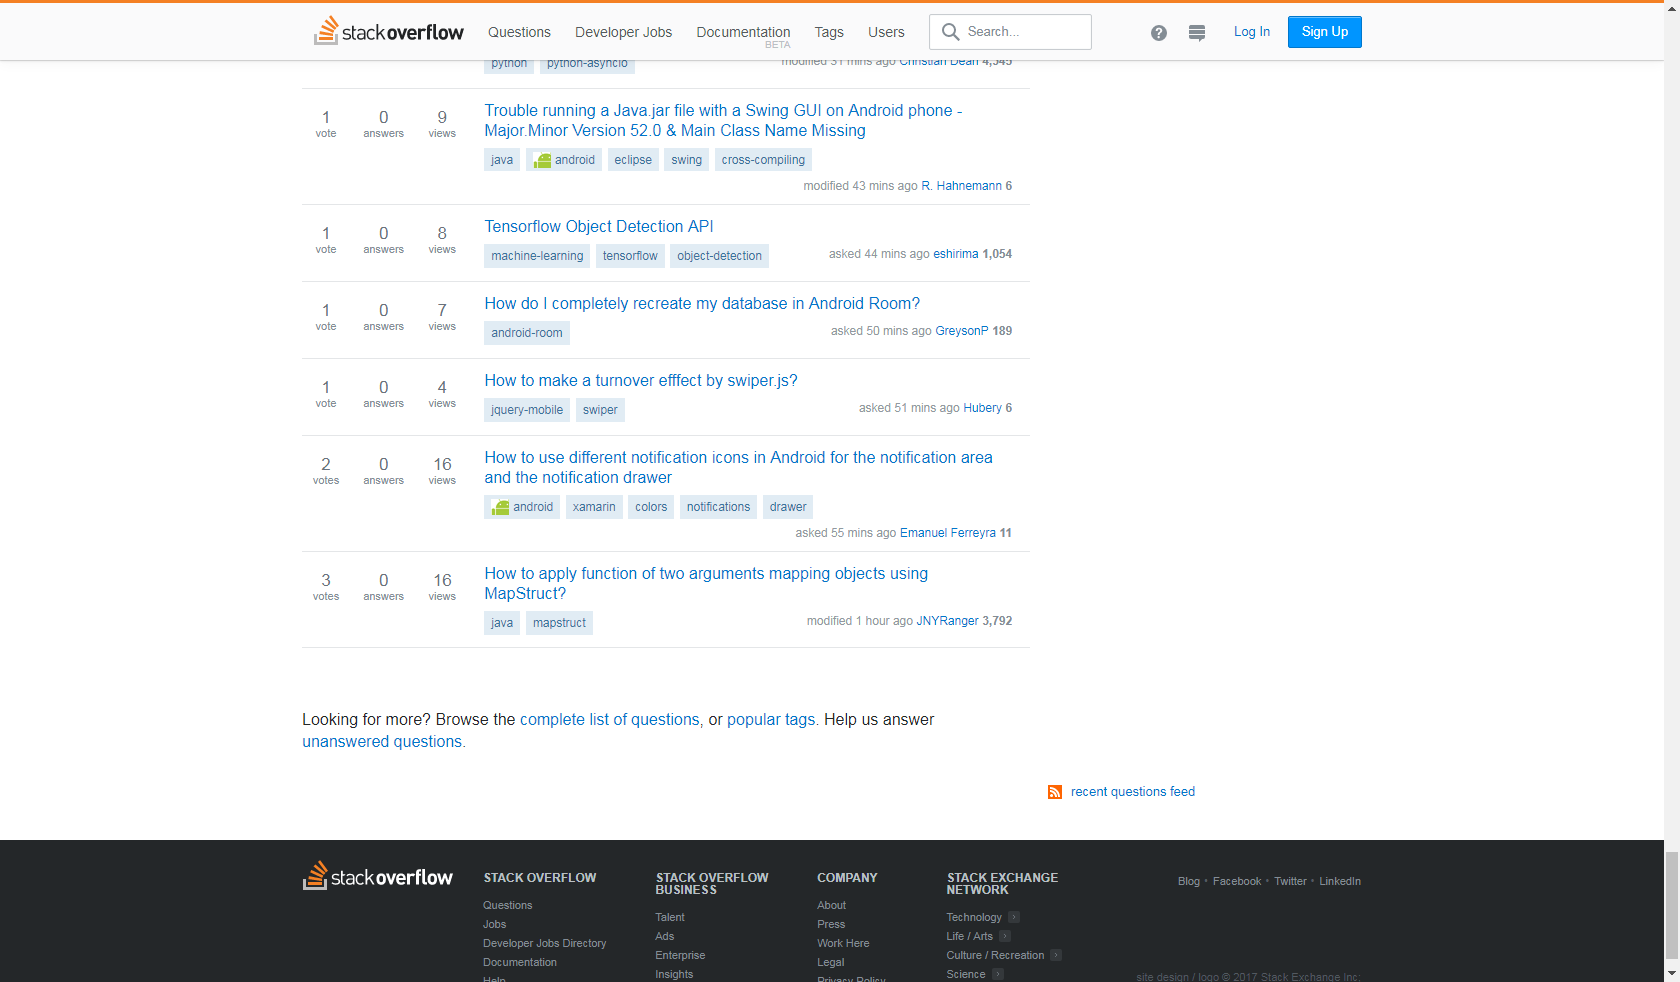 stackoverflow Questions Developer Jobs Documentation BETA Tags Users Search... ? Log In Sign Up
python python-asyncio modified 31 mins ago Christian Dean 4,545
1 vote 0 answers 9 views
Trouble running a Java.jar file with a Swing GUI on Android phone -
Major.Minor Version 52.0 & Main Class Name Missing
java android eclipse swing cross-compiling
modified 43 mins ago R. Hahnemann 6
1 vote 0 answers 8 views
Tensorflow Object Detection API
machine-learning tensorflow object-detection
asked 44 mins ago eshirima 1,054
1 vote 0 answers 7 views
How do I completely recreate my database in Android Room?
android-room
asked 50 mins ago GreysonP 189
1 vote 0 answers 4 views
How to make a turnover efffect by swiper.js?
jquery-mobile swiper
asked 51 mins ago Hubery 6
2 votes 0 answers 16 views
How to use different notification icons in Android for the notification area
and the notification drawer
android xamarin colors notifications drawer
asked 55 mins ago Emanuel Ferreyra 11
3 votes 0 answers 16 views
How to apply function of two arguments mapping objects using
MapStruct?
java mapstruct
modified 1 hour ago JNYRanger 3,792
Looking for more? Browse the complete list of questions, or popular tags. Help us answer
unanswered questions.
recent questions feed
stackoverflow
STACK OVERFLOW
Questions
Jobs
Developer Jobs Directory
Documentation
Help
STACK OVERFLOW
BUSINESS
Talent
Ads
Enterprise
Insights
COMPANY
About
Press
Work Here
Legal
Privacy Policy
STACK EXCHANGE
NETWORK
Technology
Life / Arts
Culture / Recreation
Science
Blog • Facebook • Twitter • LinkedIn
site design / logo © 2017 Stack Exchange Inc;